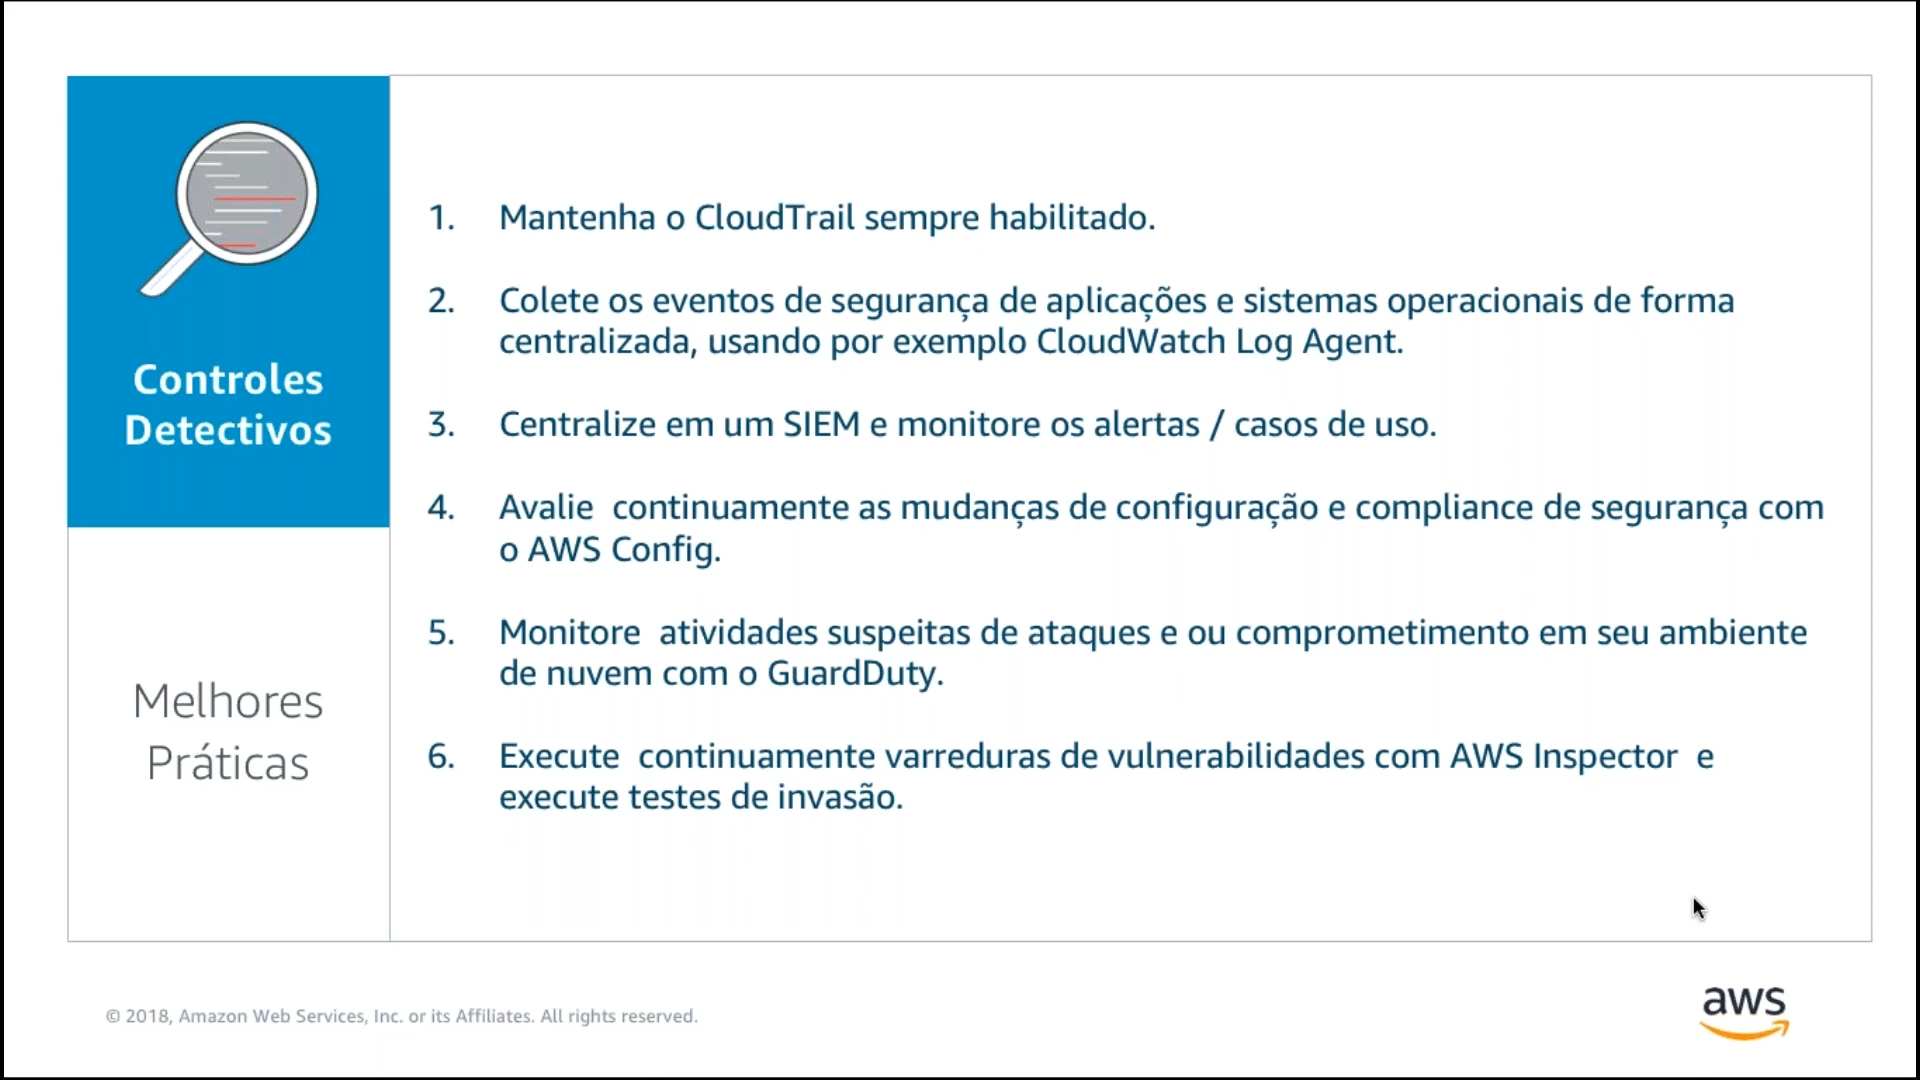 Controles
Detectivos
Melhores
Práticas
1. Mantenha o CloudTrail sempre habilitado.
2. Colete os eventos de segurança de aplicações e sistemas operacionais de forma
centralizada, usando por exemplo CloudWatch Log Agent.
3. Centralize em um SIEM e monitore os alertas / casos de uso.
4. Avalie  continuamente as mudanças de configuração e compliance de segurança com
o AWS Config.
5. Monitore  atividades suspeitas de ataques e ou comprometimento em seu ambiente
de nuvem com o GuardDuty.
6. Execute  continuamente varreduras de vulnerabilidades com AWS Inspector  e
execute testes de invasão.
© 2018, Amazon Web Services, Inc. or its Affiliates. All rights reserved.
aws